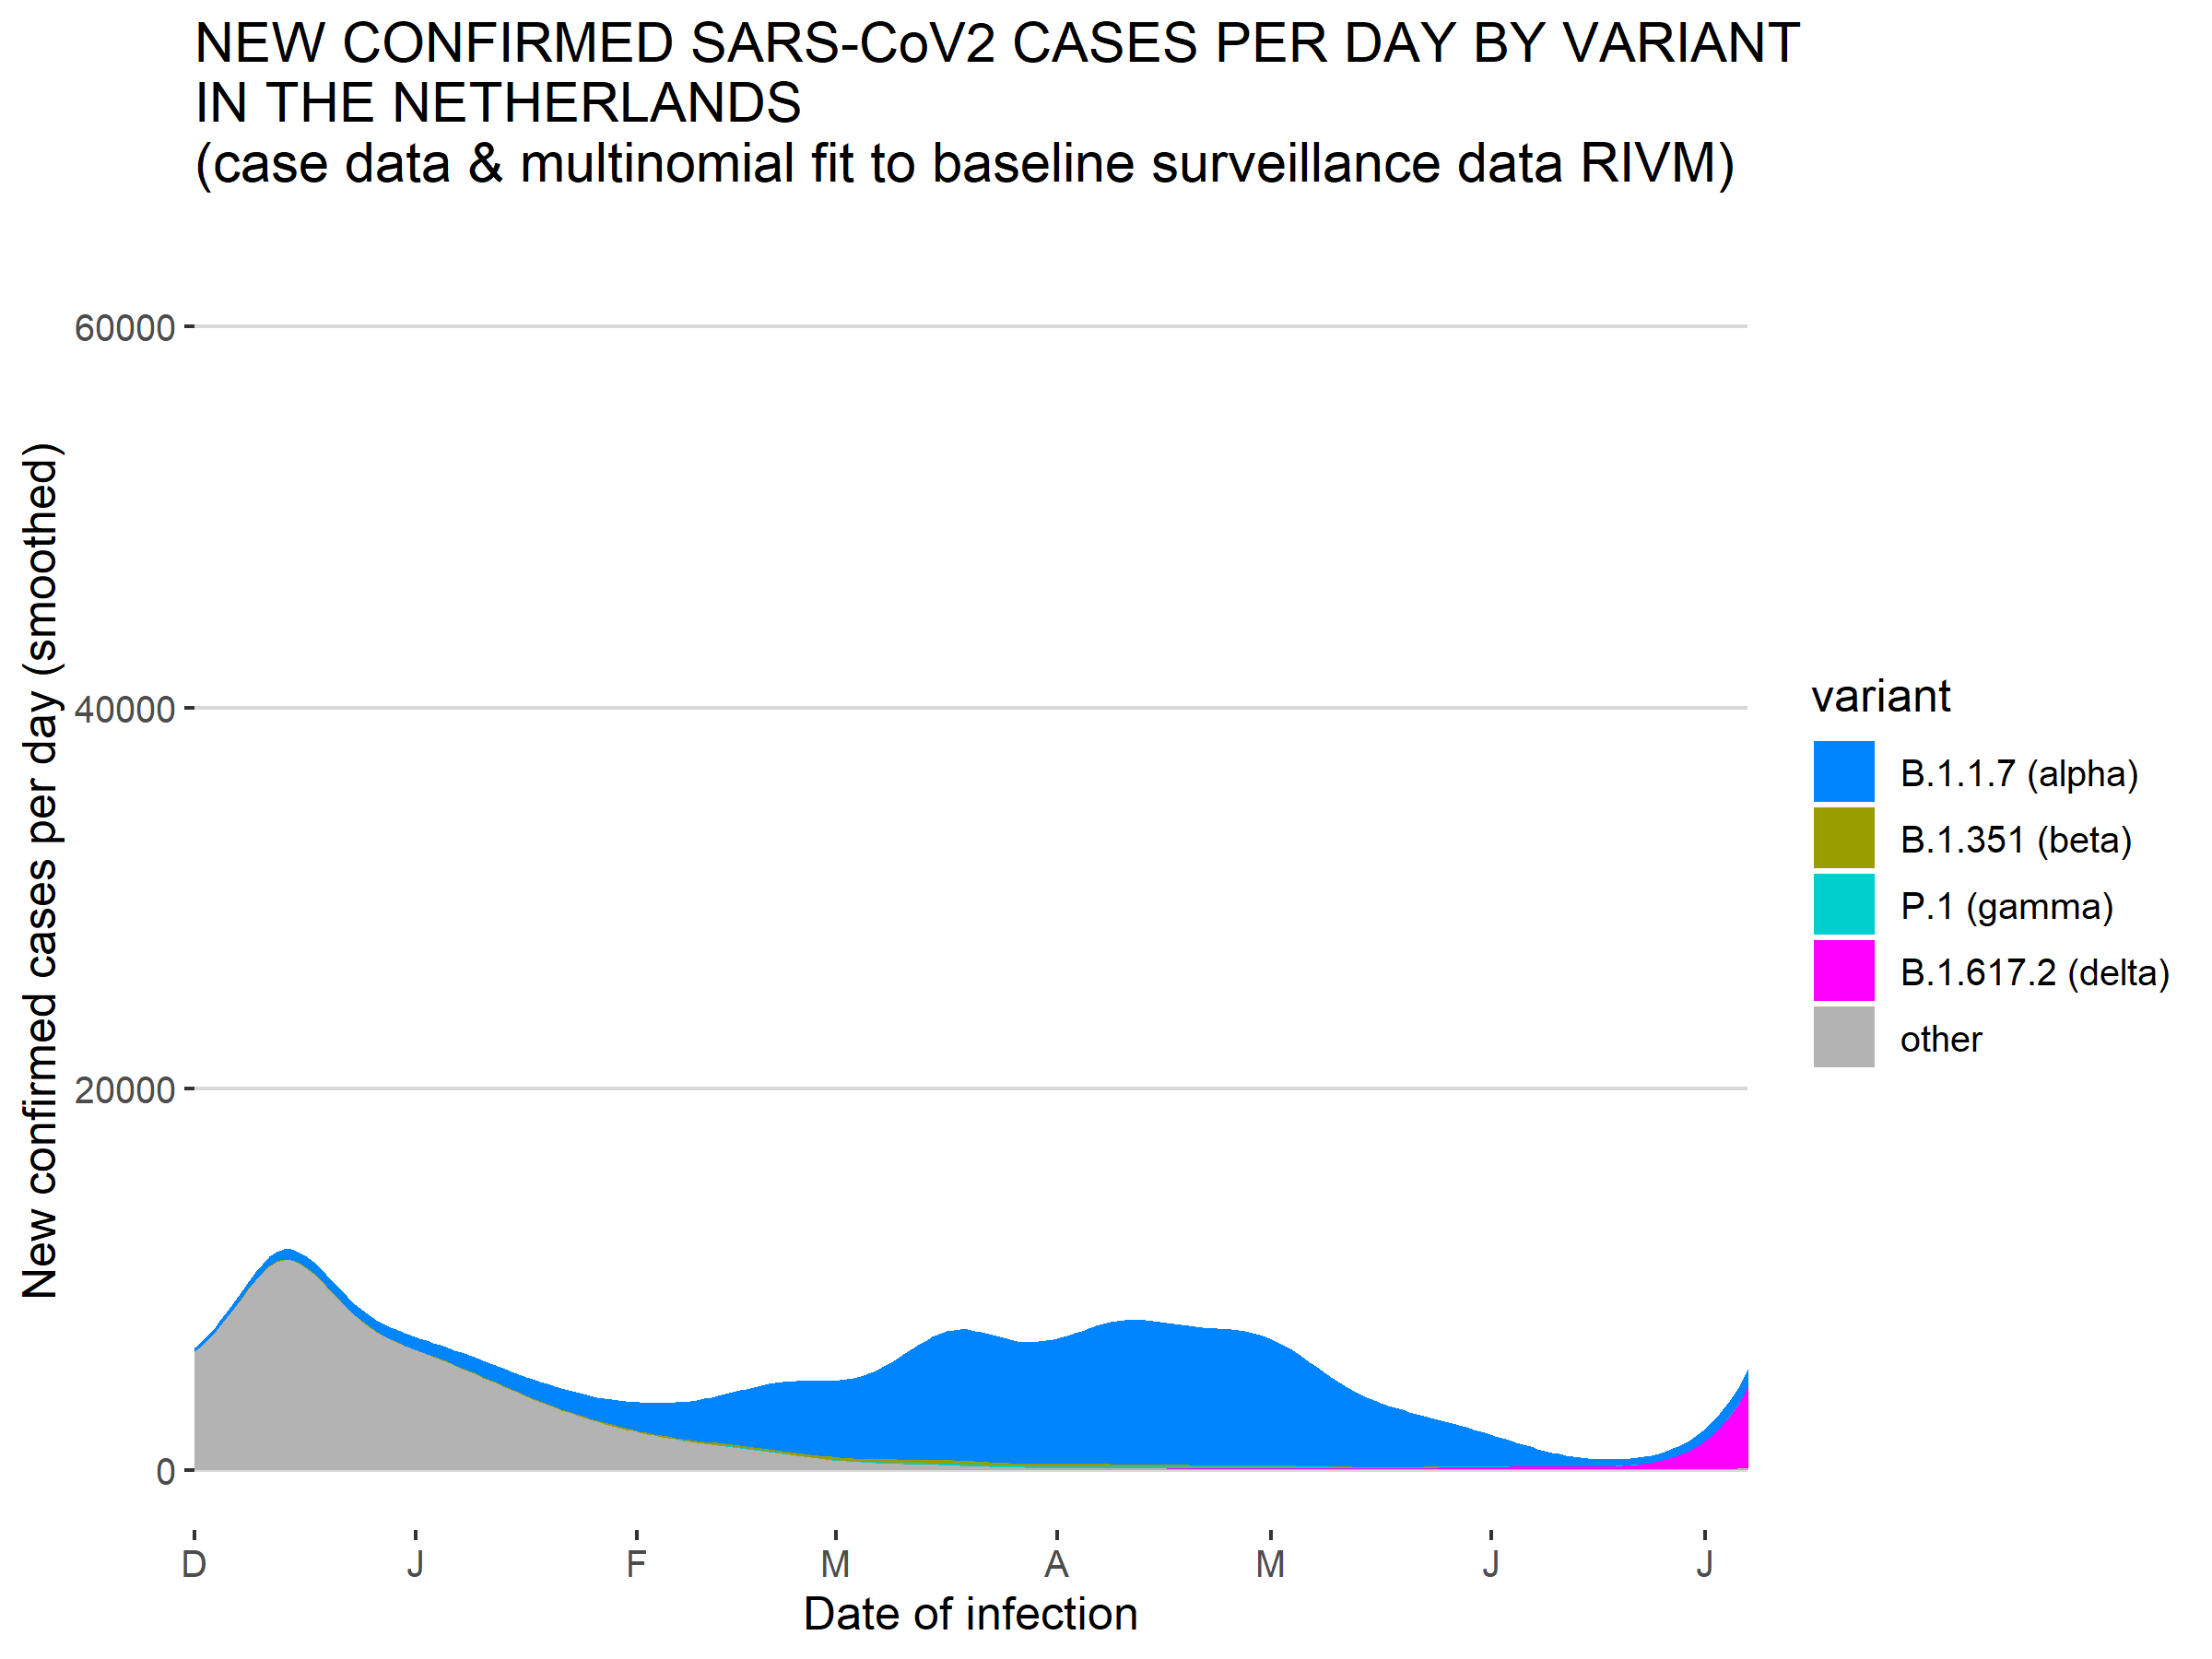 NEW CONFIRMED SARS-CoV2 CASES PER DAY BY VARIANT
IN THE NETHERLANDS
(case data & multinomial fit to baseline surveillance data RIVM)
New confirmed cases per day (smoothed)
60000
40000
20000
0
D
J
F
M
A
M
J
J
Date of infection
variant
B.1.1.7 (alpha)
B.1.351 (beta)
P.1 (gamma)
B.1.617.2 (delta)
other